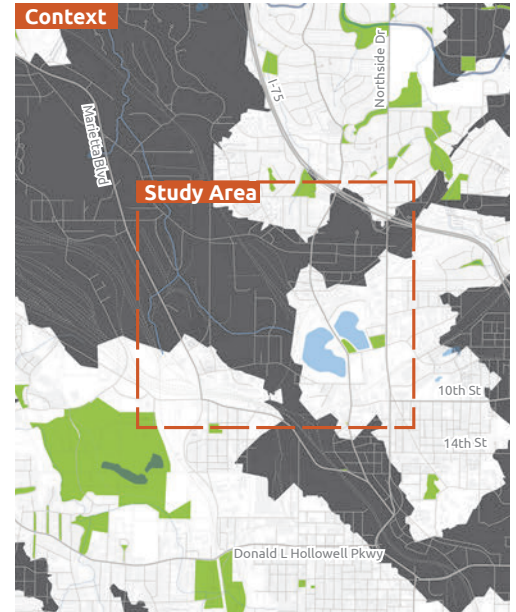 Context
I-75
Northside Dr
Marietta Blvd
Study Area
10th St
14th St
Donald L Hollowell Pkwy